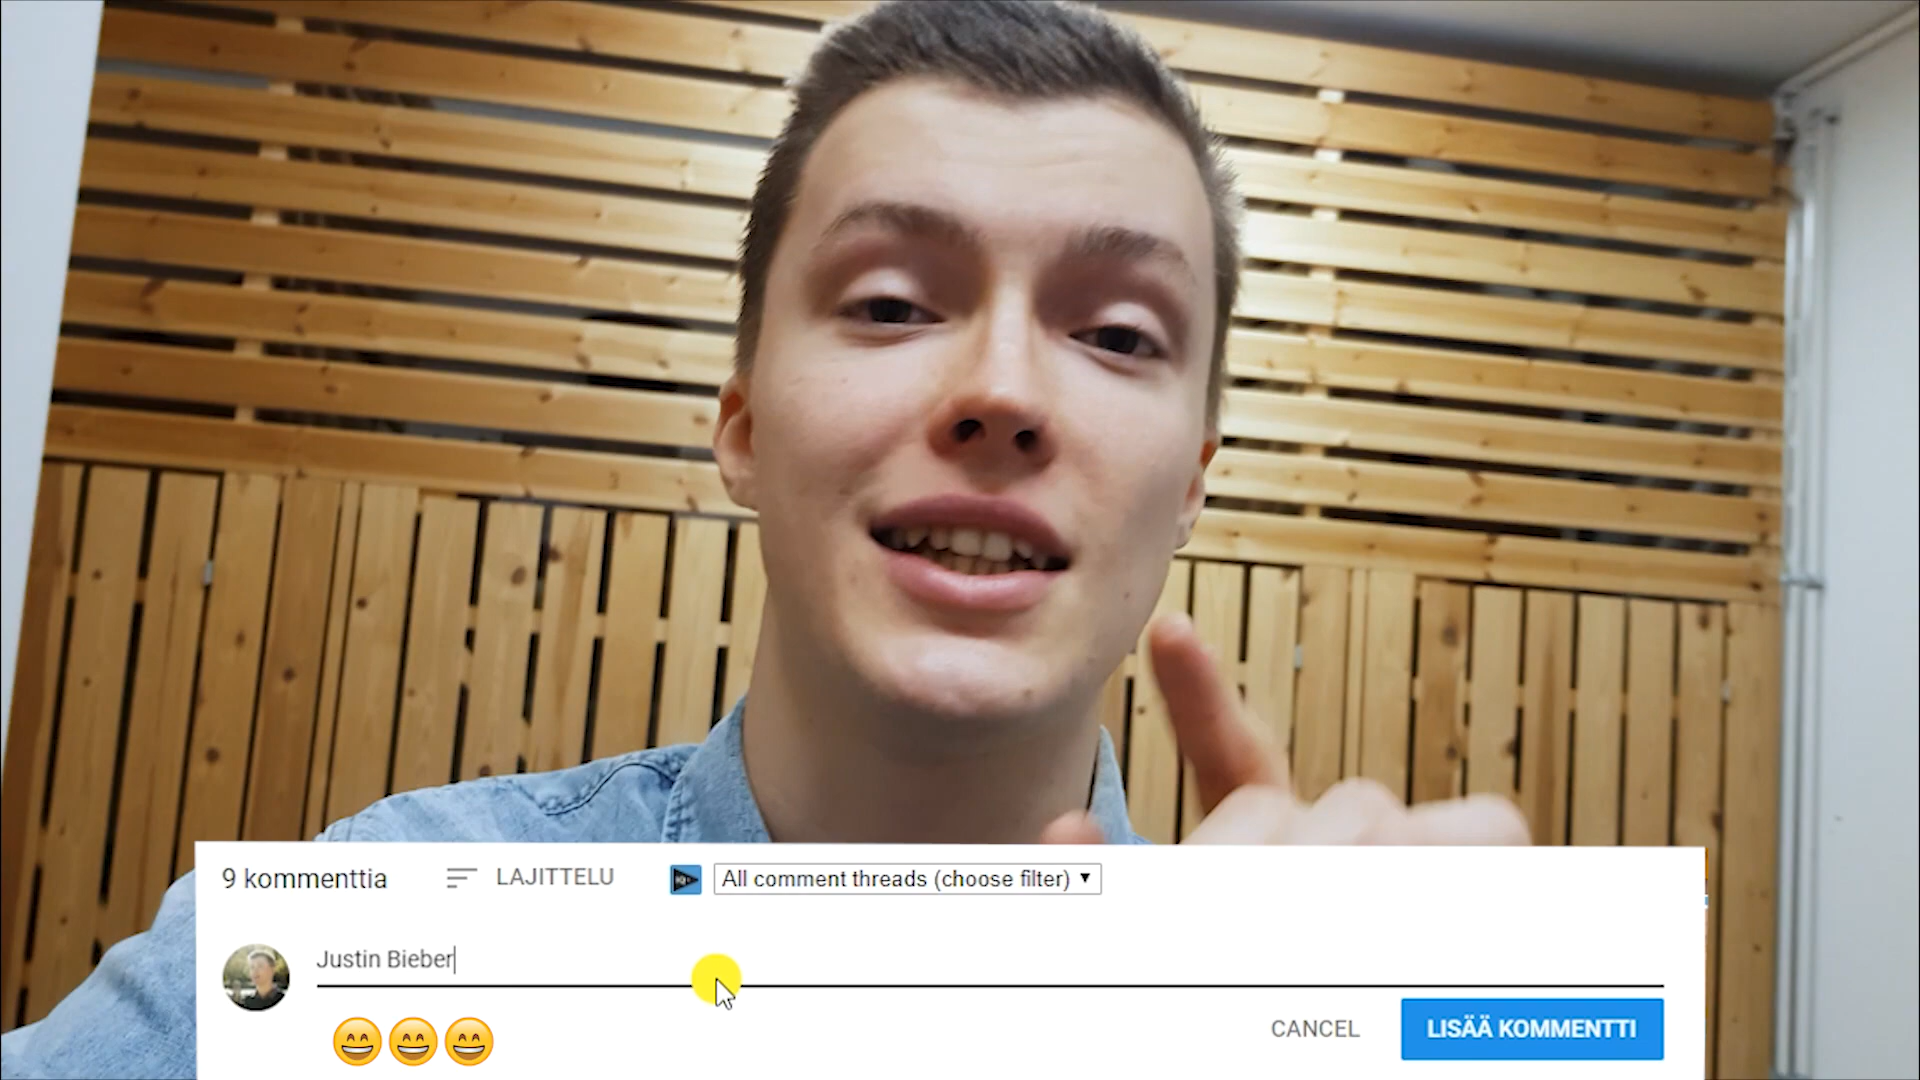 9 kommenttia LAJITTELU All comment threads (choose filter)
Justin Bieber
CANCEL LISÄÄ KOMMENTTI